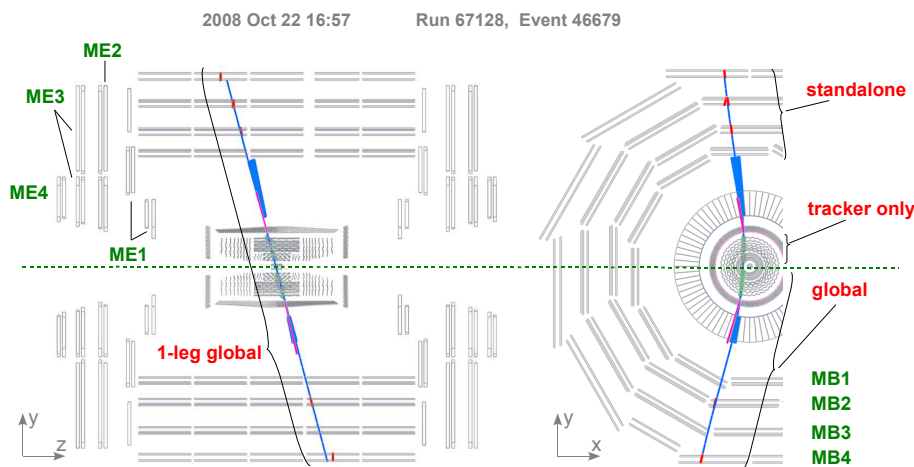 2008 Oct 22 16:57 Run 67128, Event 46679
ME2
ME3
ME4
ME1
standalone
tracker only
global
1-leg global
MB1
MB2
MB3
MB4
y
z
y
x